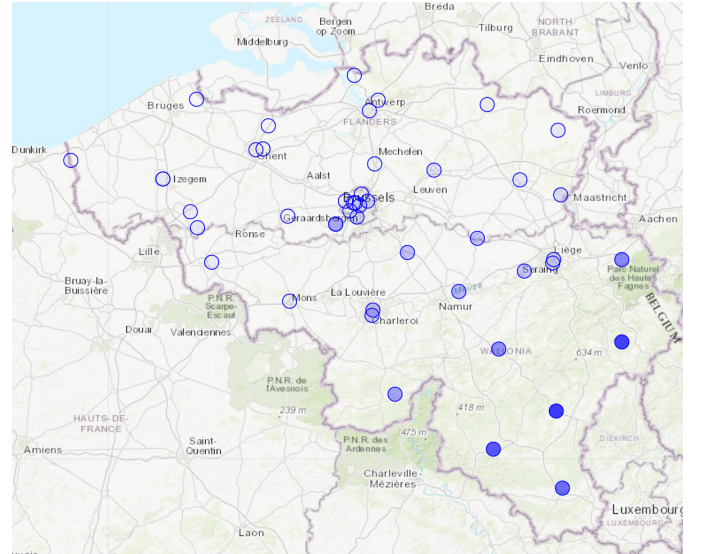 Breda
ZEELAND
Bergen
op Zoom
Tilburg
NORTH
BRABANT
Middelburg
Eindhoven
Venlo
LIMBURG
Bruges
Antwerp
Roermond
FLANDERS
Dunkirk
Ghent
Mechelen
Izegem
Aalst
Leuven
Brussels
Maastricht
Geraardsbergen
Aachen
Ronse
Lille
Liège
Seraing
Parc Naturel
des Hautes
Fagnes
Bruay-la-
Buissière
P.N.R.
Scarpe-
Escaut
Mons
La Louvière
Meuse
Namur
BELGIUM
Douai
Valenciennes
Charleroi
WALLONIA
634 m
P.N.R. de
l'Avesnois
239 m
418 m
HAUTS-DE-
FRANCE
475 m
DIEKIRCH
Amiens
Saint-
Quentin
P.N.R. des
Ardennes
Charleville-
Mézières
Luxembourg
LUXEMBOURG
Laon